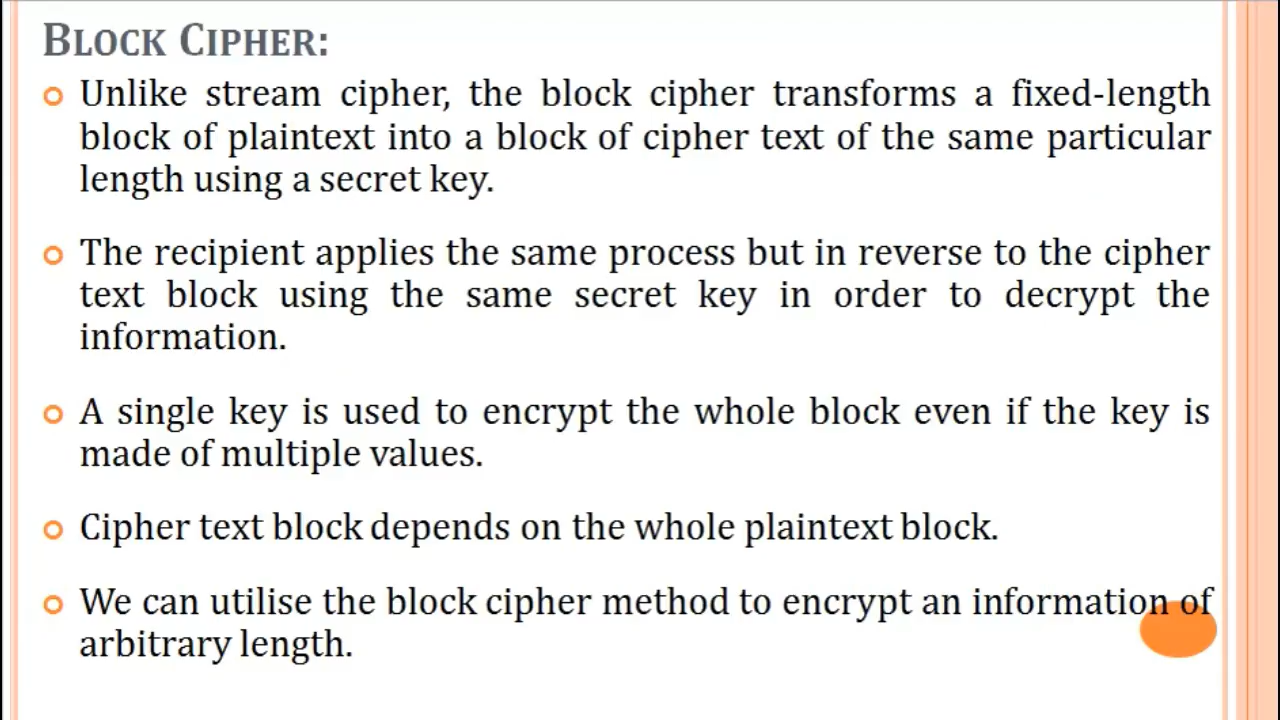 BLOCK CIPHER:
Unlike stream cipher, the block cipher transforms a fixed-length
block of plaintext into a block of cipher text of the same particular
length using a secret key.
The recipient applies the same process but in reverse to the cipher
text block using the same secret key in order to decrypt the
information.
A single key is used to encrypt the whole block even if the key is
made of multiple values.
Cipher text block depends on the whole plaintext block.
We can utilise the block cipher method to encrypt an information of
arbitrary length.